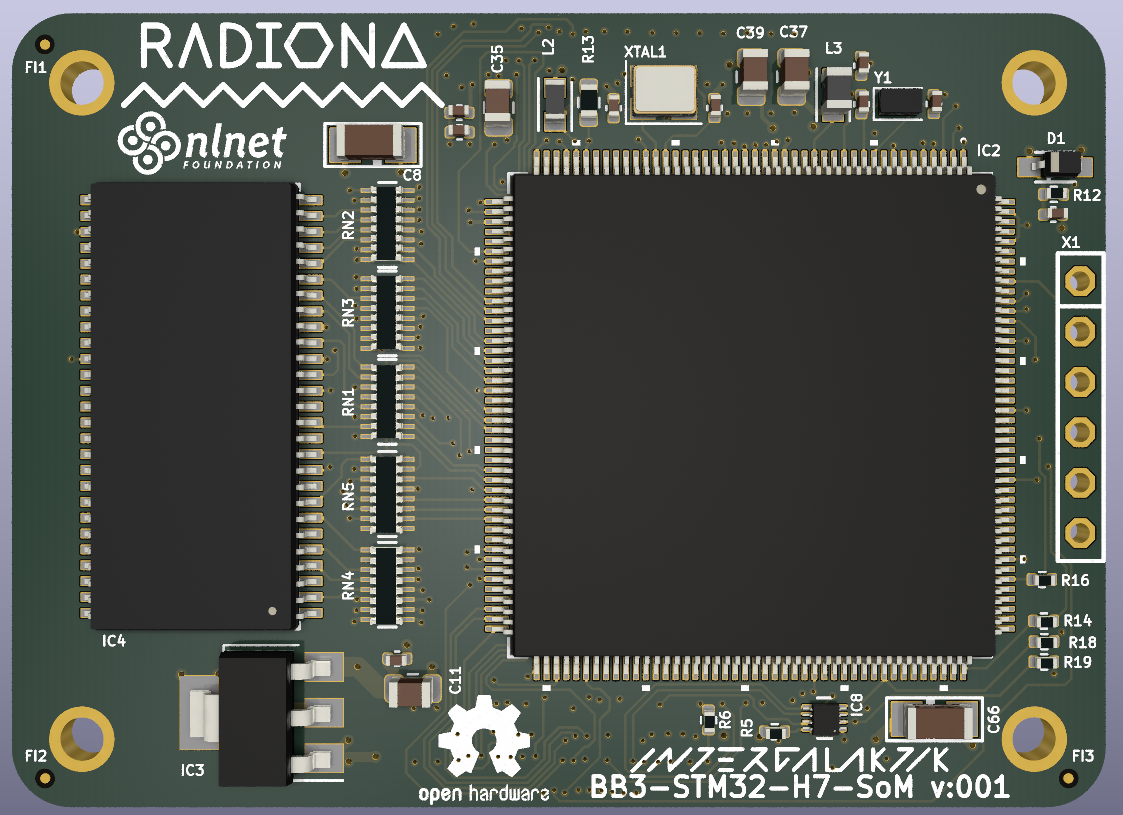 RADIONA
FI1
nlnet
FOUNDATION
C35
L2
R13
XTAL1
C39
C37
L3
Y1
IC2
D1
R12
X1
C8
RN2
RN3
RN1
RN5
RN4
IC4
R16
R14
R18
R19
C11
IC3
FI2
R6
R5
IC8
C66
FI3
open hardware
INTERGALAKTIK
BB3-STM32-H7-SoM v:001